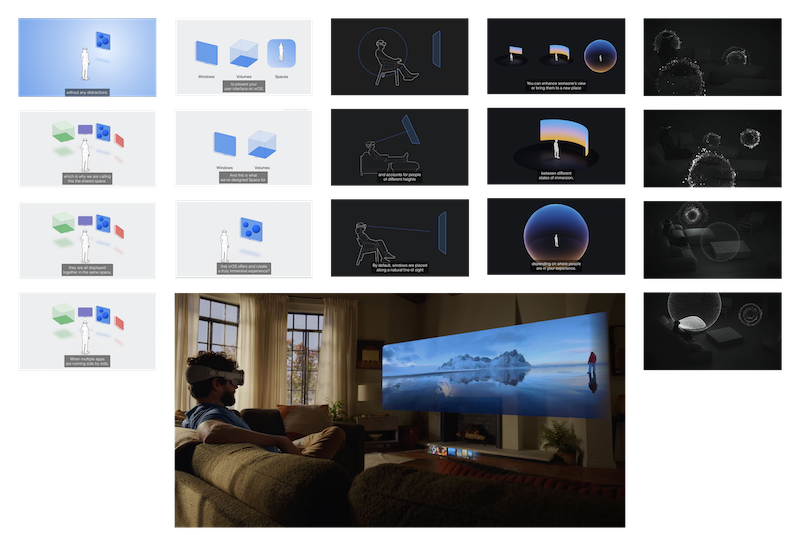 without any distractions.
which is why we are calling
this the shared space.
they are all displayed
together in the same space.
When multiple apps
are running side by side.
Windows
Volumes
Spaces
to present your
user interface on xrOS.
Windows
Volumes
And this is what
we've designed Space for
that xrOS offers and create
a truly immersive experience?
and accounts for people
of different heights
By default, windows are placed
along a natural line of sight
You can enhance someone's view
or bring them to a new place
between different
states of immersion,
depending on where people
are in your experience.